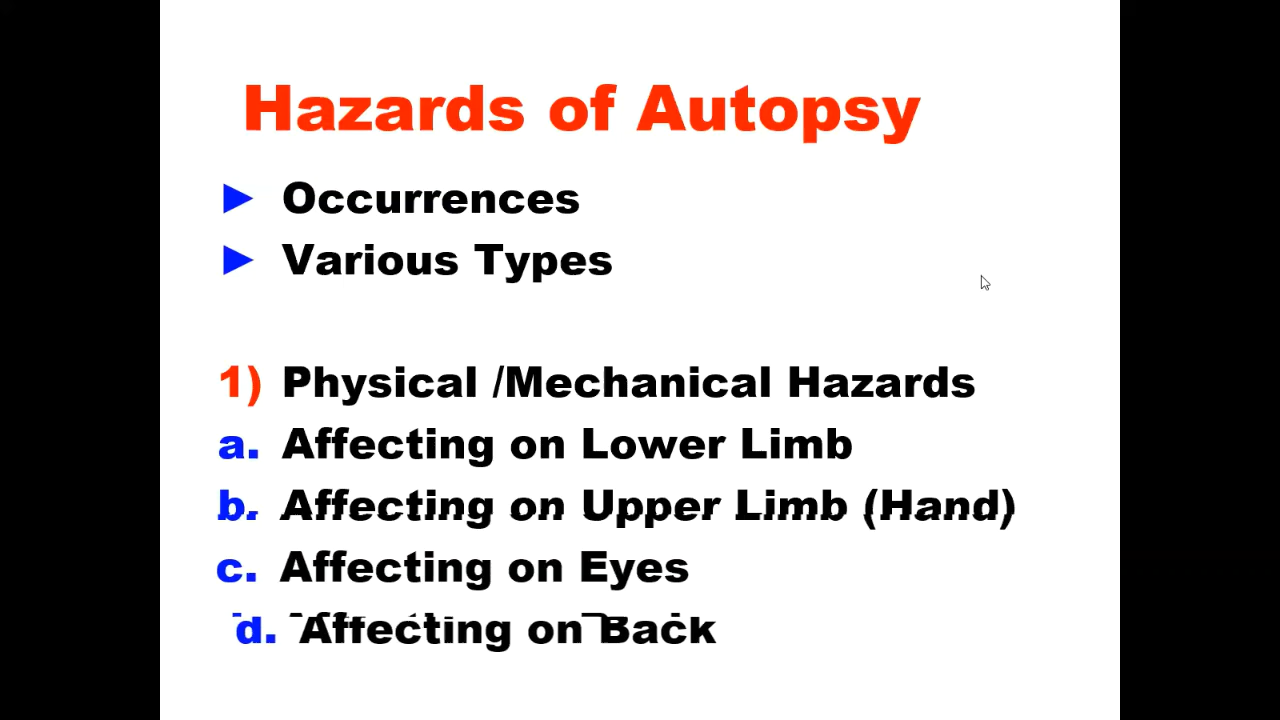 Hazards of Autopsy
► Occurrences
► Various Types
1) Physical /Mechanical Hazards
a. Affecting on Lower Limb
b. Affecting on Upper Limb (Hand)
c. Affecting on Eyes
d. Affecting on Back